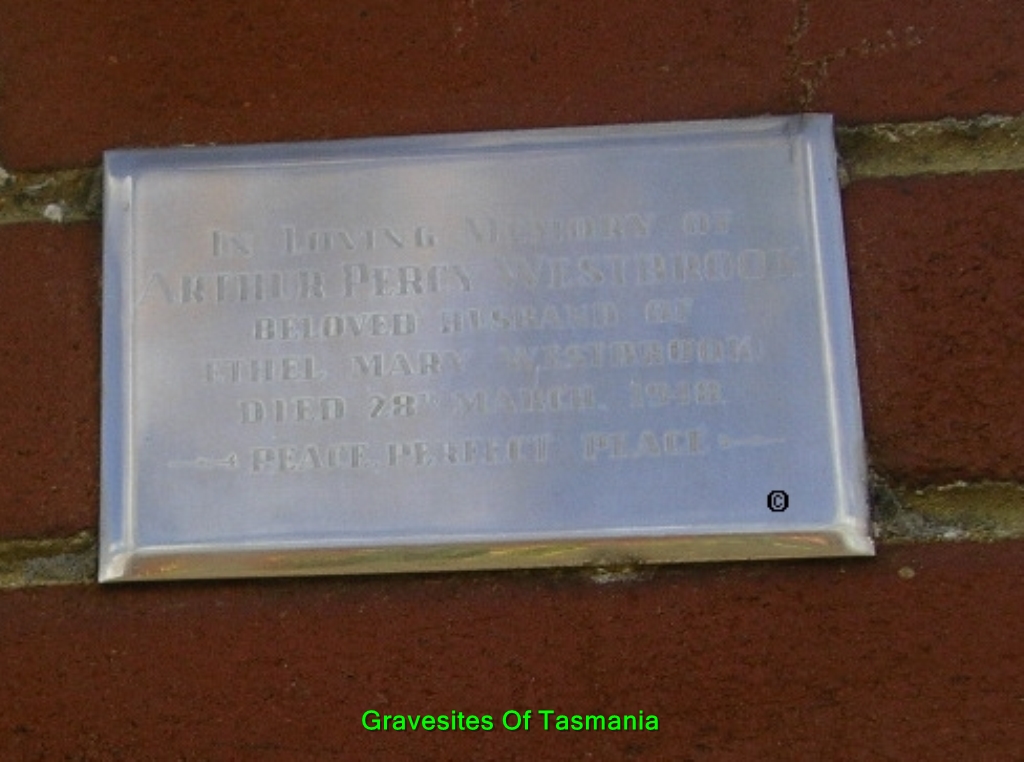 IN LOVING MEMORY OF
ARTHUR PERCY WESTBROOK
BELOVED HUSBAND OF
ETHEL MARY WESTBROOK
DIED 28TH MARCH. 1948.
PEACE, PERFECT PEACE
©
Gravesites Of Tasmania